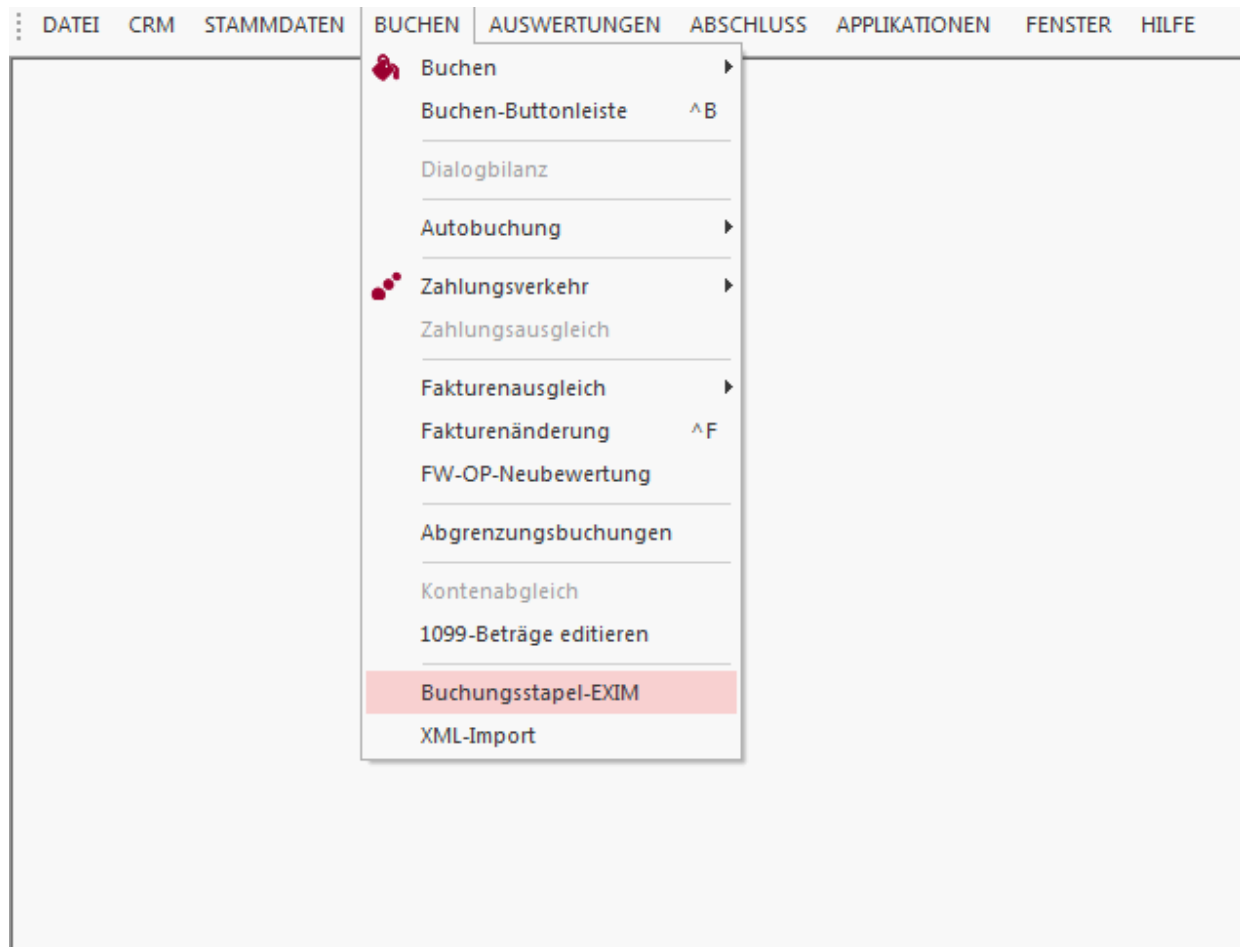 DATEI CRM STAMMDATEN BUCHEN AUSWERTUNGEN ABSCHLUSS APPLIKATIONEN FENSTER HILFE
Buchen
Buchen-Buttonleiste ^B
Dialogbilanz
Autobuchung
Zahlungsverkehr
Zahlungsausgleich
Fakturenausgleich
Fakturenänderung ^F
FW-OP-Neubewertung
Abgrenzungsbuchungen
Kontenabgleich
1099-Beträge editieren
Buchungsstapel-EXIM
XML-Import